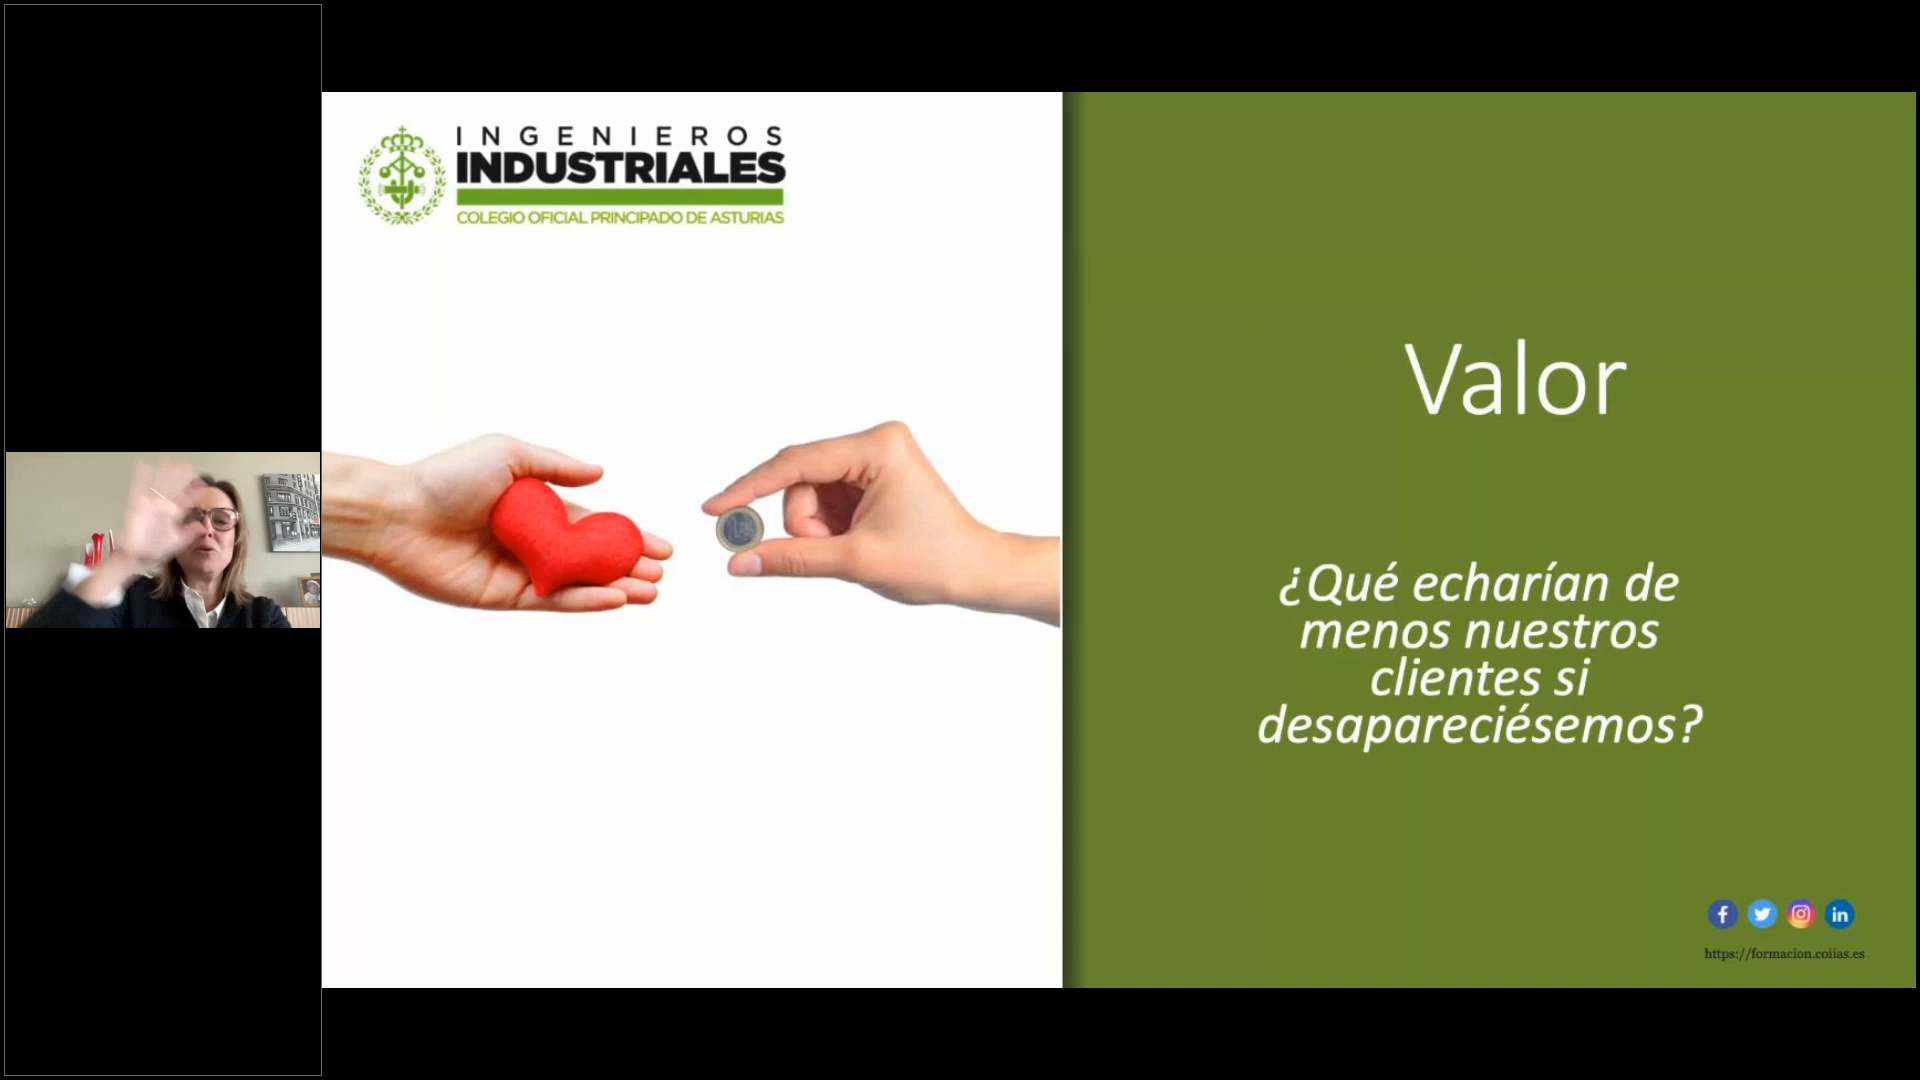 INGENIEROS
INDUSTRIALES
COLEGIO OFICIAL PRINCIPADO DE ASTURIAS
Valor
¿Qué echarían de
menos nuestros
clientes si
desapareciésemos?
https://formacion.coiias.es